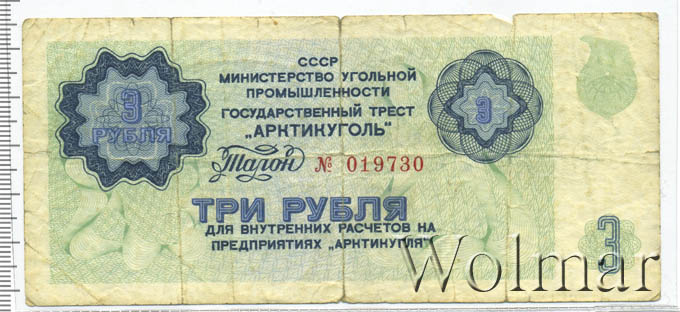 СССР
МИНИСТЕРСТВО УГОЛЬНОЙ
ПРОМЫШЛЕННОСТИ
ГОСУДАРСТВЕННЫЙ ТРЕСТ
„АРКТИКУГОЛЬ“
3
РУБЛЯ
3
Талон № 019730
ТРИ РУБЛЯ
ДЛЯ ВНУТРЕННИХ РАСЧЕТОВ НА
ПРЕДПРИЯТИЯХ „АРКТИКУГЛЯ“
3
Wolmar